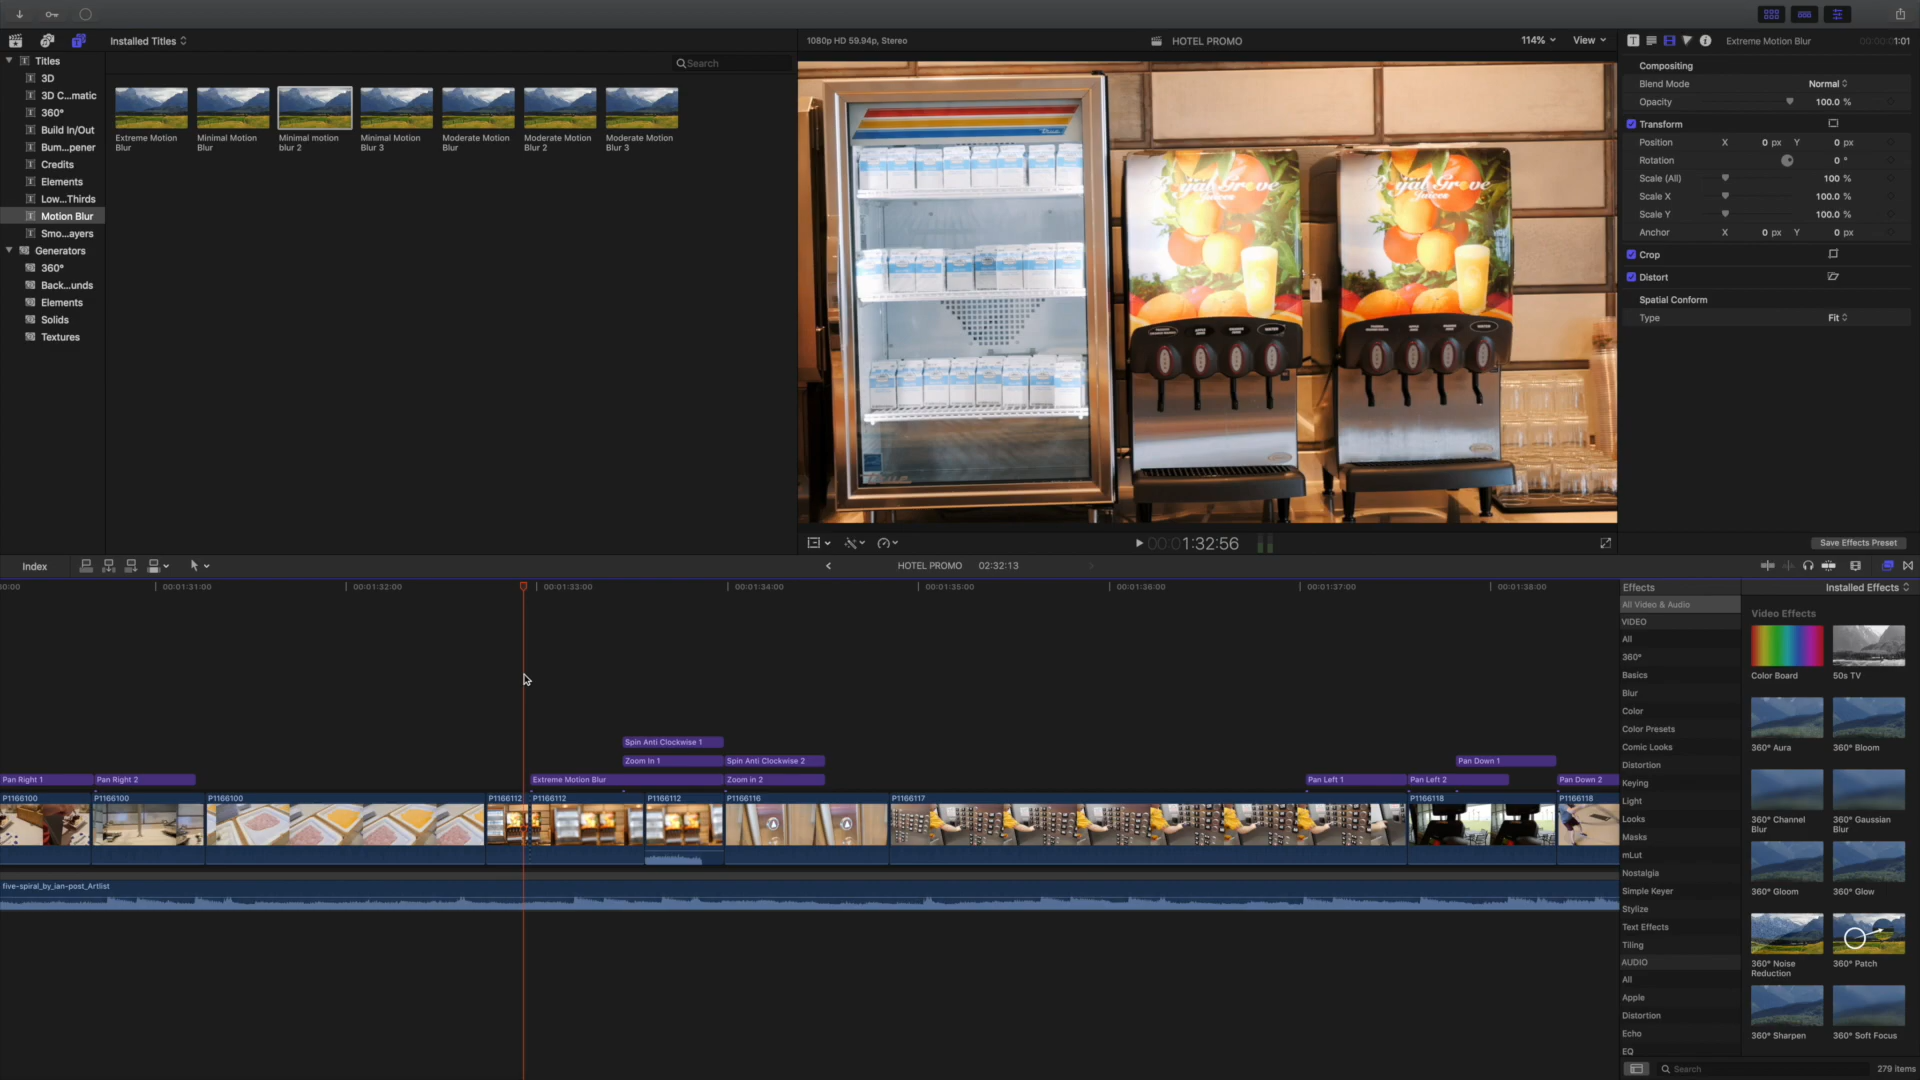 Installed Titles
Search
Titles
3D
3D C...matic
360°
Build In/Out
Bum...pener
Credits
Elements
Low...Thirds
Motion Blur
Smo...ayers
Generators
360°
Back...unds
Elements
Solids
Textures
Extreme Motion
Blur
Minimal Motion
Blur
Minimal motion
blur 2
Minimal Motion
Blur 3
Moderate Motion
Blur
Moderate Motion
Blur 2
Moderate Motion
Blur 3
1080p HD 59.94p, Stereo
HOTEL PROMO
114%
View
Extreme Motion Blur
1:01
Compositing
Blend Mode
Normal
Opacity
100.0 %
Transform
Position X 0 px Y 0 px
Rotation 0 °
Scale (All) 100 %
Scale X 100.0 %
Scale Y 100.0 %
Anchor X 0 px Y 0 px
Crop
Distort
Spatial Conform
Type
Fit
Save Effects Preset
00:01:32:56
Index
HOTEL PROMO
02:32:13
00:01:31:00
00:01:32:00
00:01:33:00
00:01:34:00
00:01:35:00
00:01:36:00
00:01:37:00
00:01:38:00
Spin Anti Clockwise 1
Zoom In 1
Spin Anti Clockwise 2
Pan Down 1
Pan Right 1
Pan Right 2
Extreme Motion Blur
Zoom in 2
Pan Left 1
Pan Left 2
Pan Down 2
P1166100
P1166100
P1166100
P1166112
P1166112
P1166112
P1166116
P1166117
P1166118
P1166118
five-spiral_by_ian-post_Artlist
Effects
Installed Effects
All Video & Audio
VIDEO
All
360°
Basics
Blur
Color
Color Presets
Comic Looks
Distortion
Keying
Light
Looks
Masks
mLut
Nostalgia
Simple Keyer
Stylize
Text Effects
Tiling
AUDIO
All
Apple
Distortion
Echo
EQ
Video Effects
Color Board
50s TV
360° Aura
360° Bloom
360° Channel
Blur
360° Gaussian
Blur
360° Gloom
360° Glow
360° Noise
Reduction
360° Patch
360° Sharpen
360° Soft Focus
Search
279 items